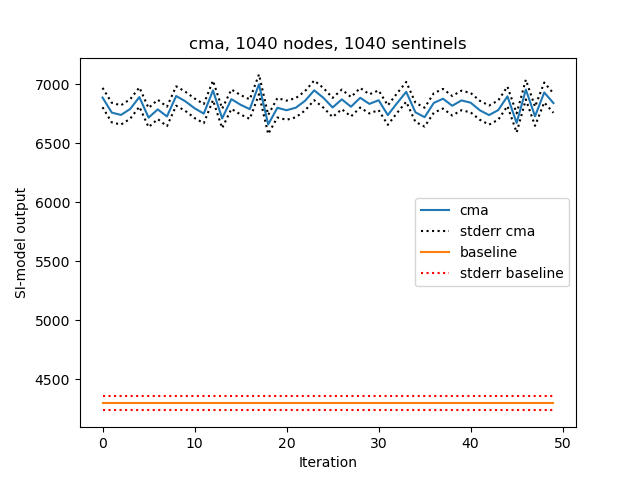 cma, 1040 nodes, 1040 sentinels
SI-model output
7000
6500
6000
5500
5000
4500
cma
stderr cma
baseline
stderr baseline
0 10 20 30 40 50
Iteration